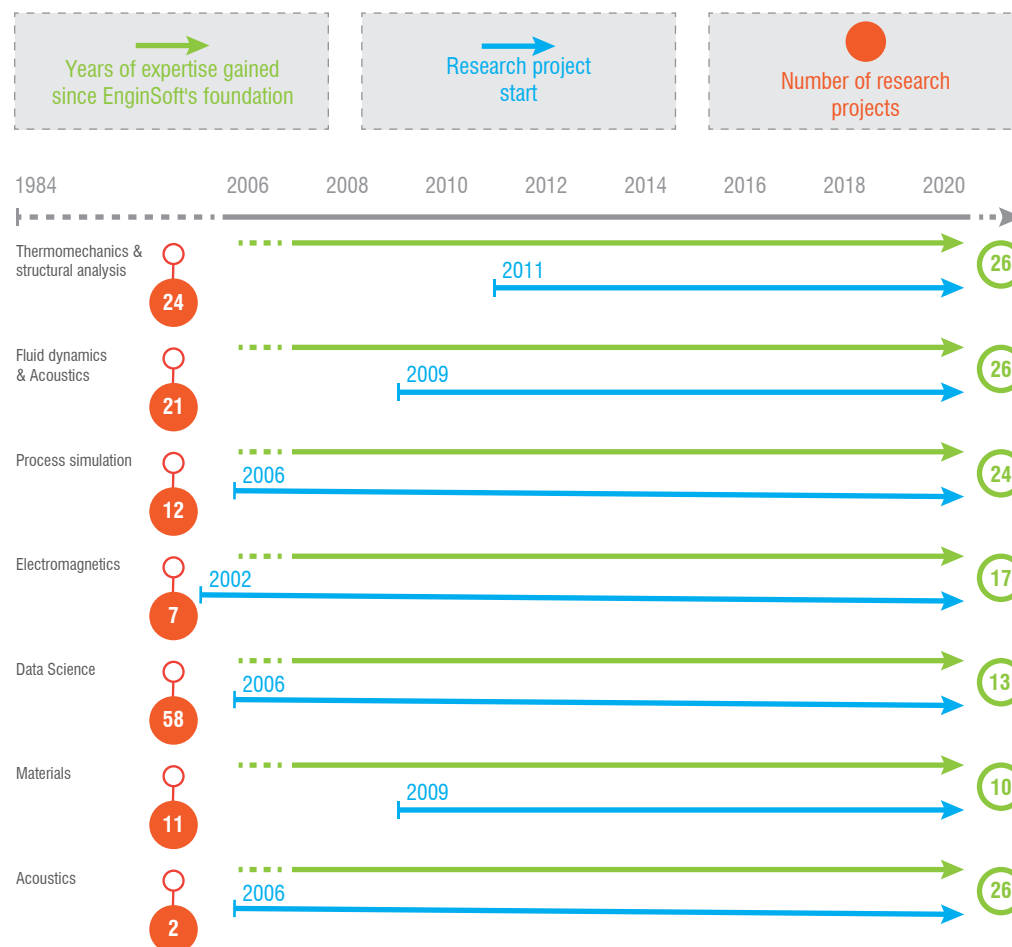 Years of expertise gained
since EnginSoft's foundation
Research project
start
Number of research
projects
1984 2006 2008 2010 2012 2014 2016 2018 2020
Thermomechanics &
structural analysis
24
2011
26
Fluid dynamics
& Acoustics
21
2009
26
Process simulation
12
2006
24
Electromagnetics
7
2002
17
Data Science
58
2006
13
Materials
11
2009
10
Acoustics
2
2006
26